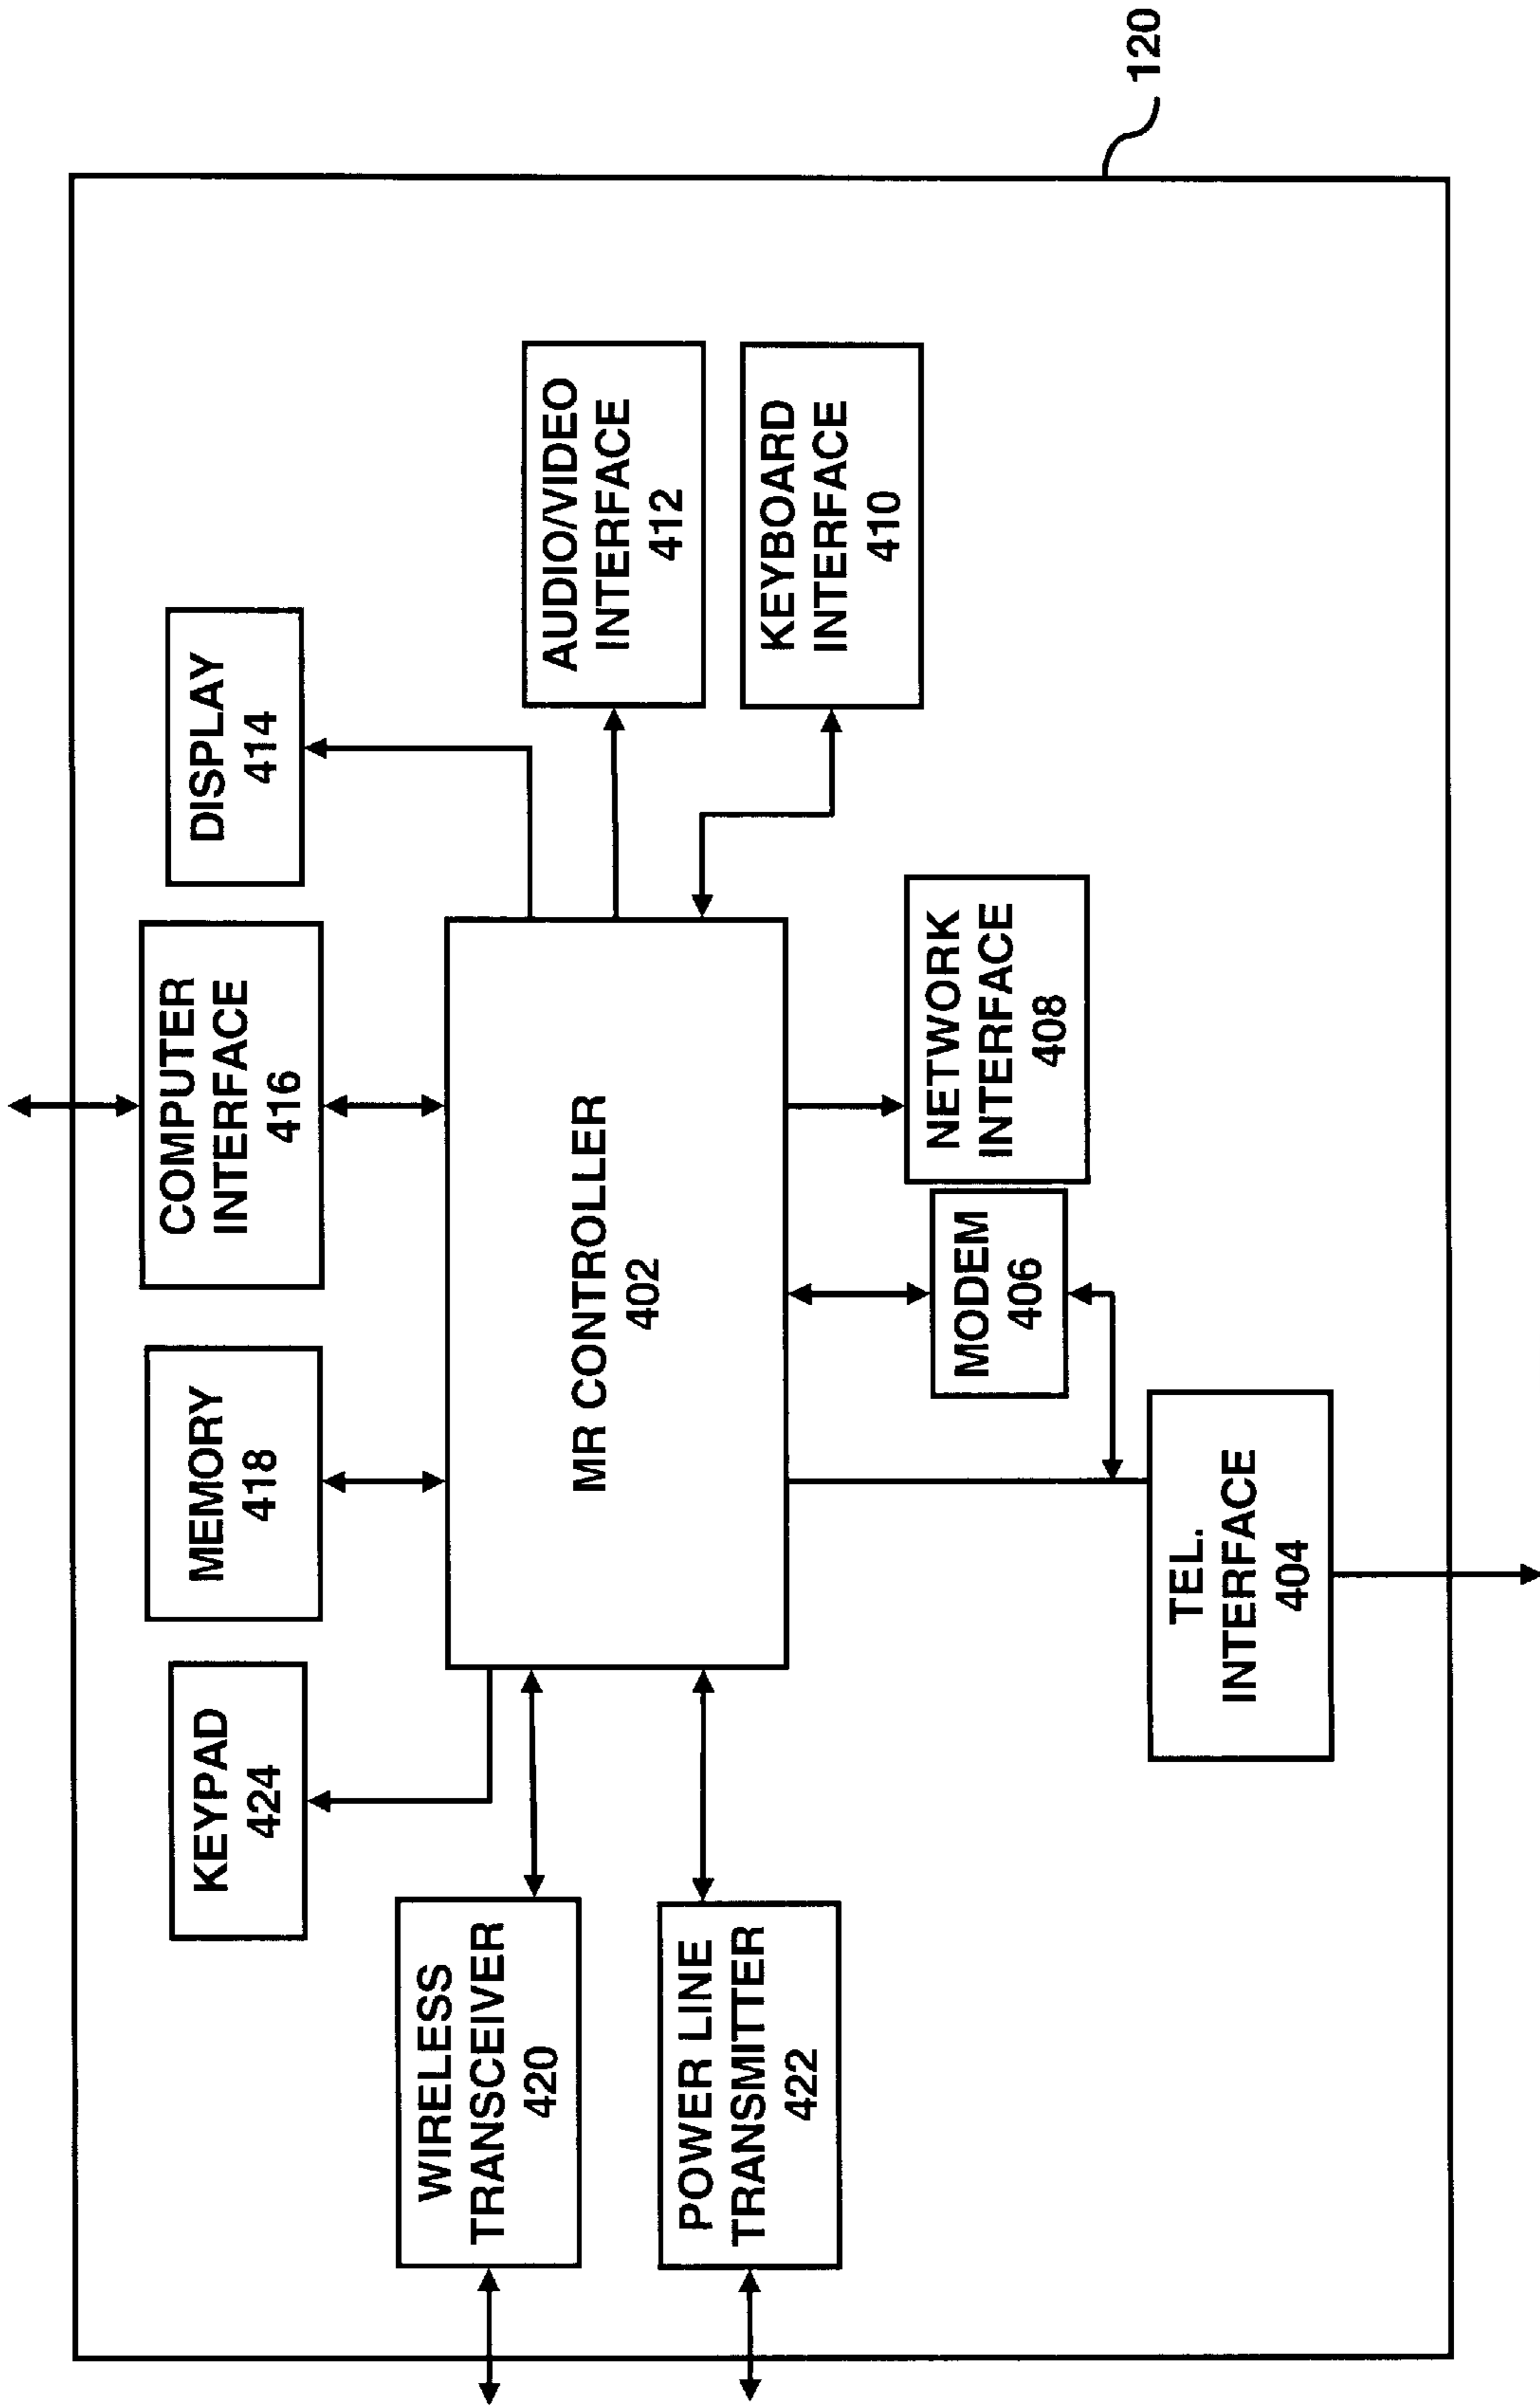 KEYPAD
424
MEMORY
418
COMPUTER
INTERFACE
416
DISPLAY
414
WIRELESS
TRANSCEIVER
420
POWER LINE
TRANSMITTER
422
MR CONTROLLER
402
AUDIO/VIDEO
INTERFACE
412
KEYBOARD
INTERFACE
410
MODEM
406
NETWORK
INTERFACE
408
TEL.
INTERFACE
404
120